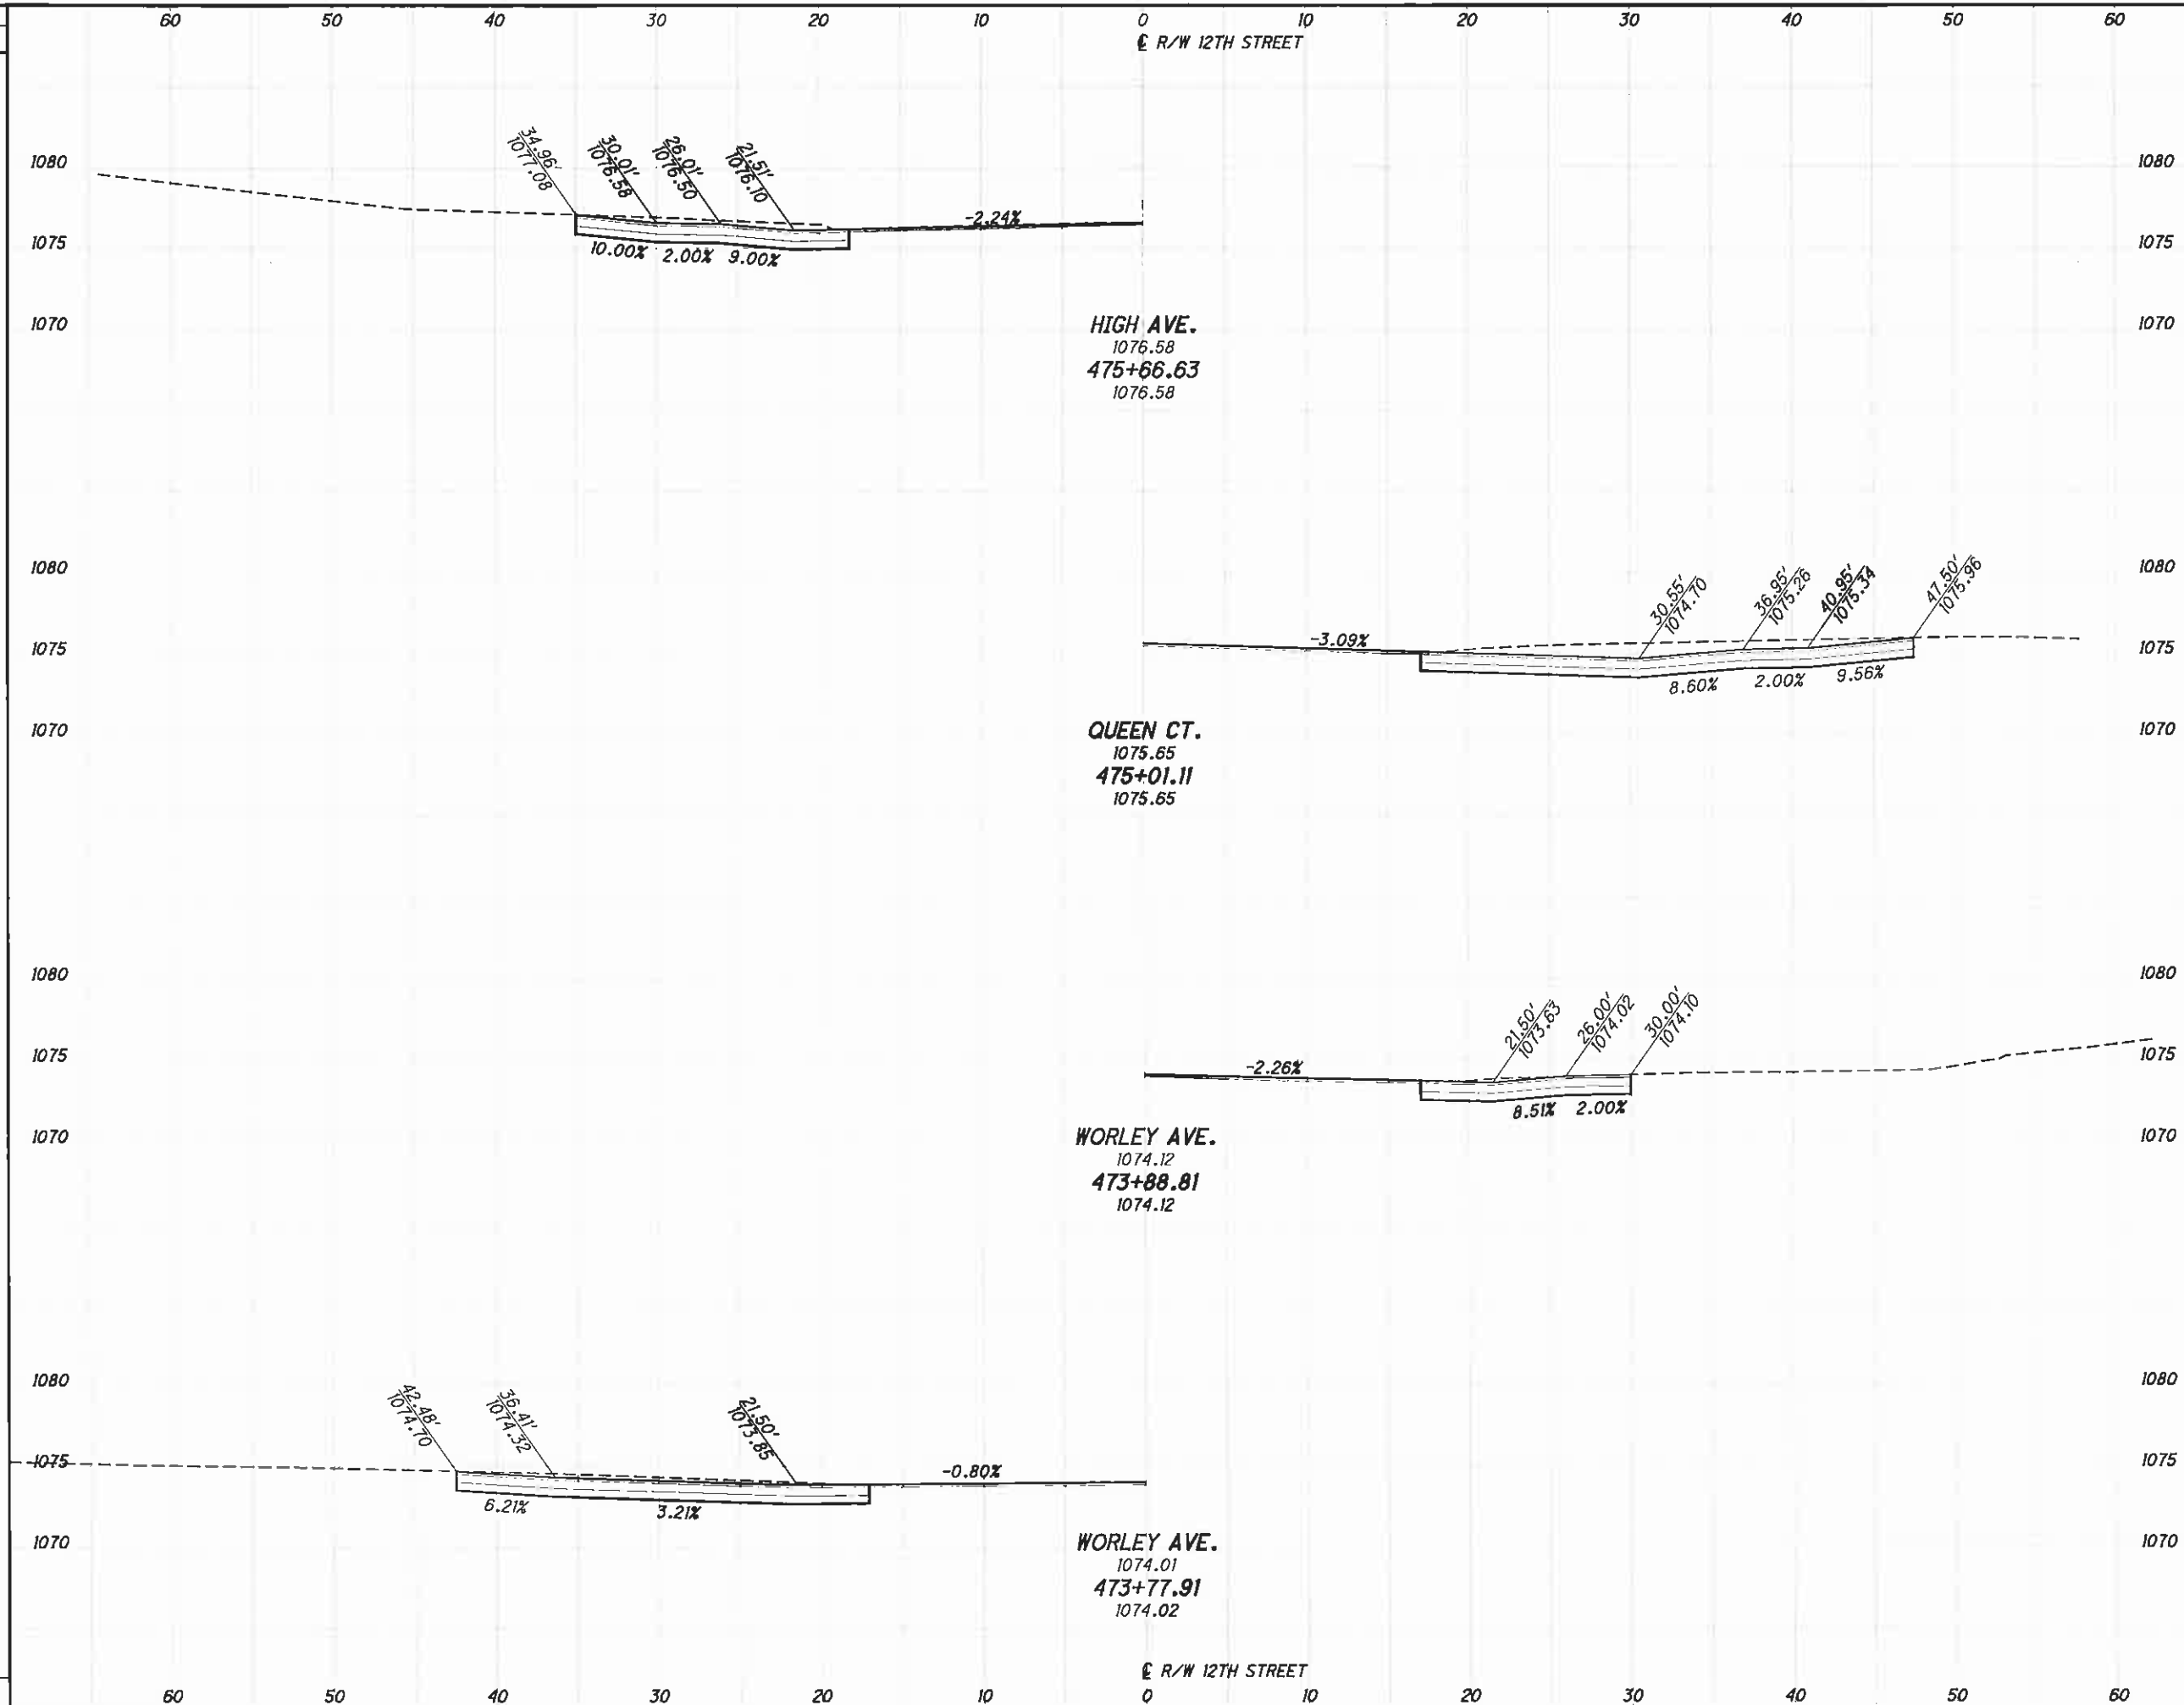 60 50 40 30 20 10 0 10 20 30 40 50 60
℄ R/W 12TH STREET
34.96' 30.01' 26.01' 21.51'
1077.08 1076.58 1076.50 1076.10
1080 1080
-2.24%
1075 1075
10.00% 2.00% 9.00%
1070 1070
HIGH AVE.
1076.58
475+66.63
1076.58
1080 1080
30.55' 36.95' 40.95' 47.50'
1074.70 1075.26 1075.34 1075.96
-3.09%
1075 1075
8.60% 2.00% 9.56%
1070 1070
QUEEN CT.
1075.65
475+01.11
1075.65
1080 1080
21.50' 26.00' 30.00'
1073.63 1074.02 1074.10
1075 1075
-2.26%
8.51% 2.00%
1070 1070
WORLEY AVE.
1074.12
473+88.81
1074.12
1080 1080
42.48' 36.41' 21.50'
1074.70 1074.32 1073.85
1075 1075
-0.80%
6.21% 3.21%
1070 1070
WORLEY AVE.
1074.01
473+77.91
1074.02
℄ R/W 12TH STREET
60 50 40 30 20 10 0 10 20 30 40 50 60